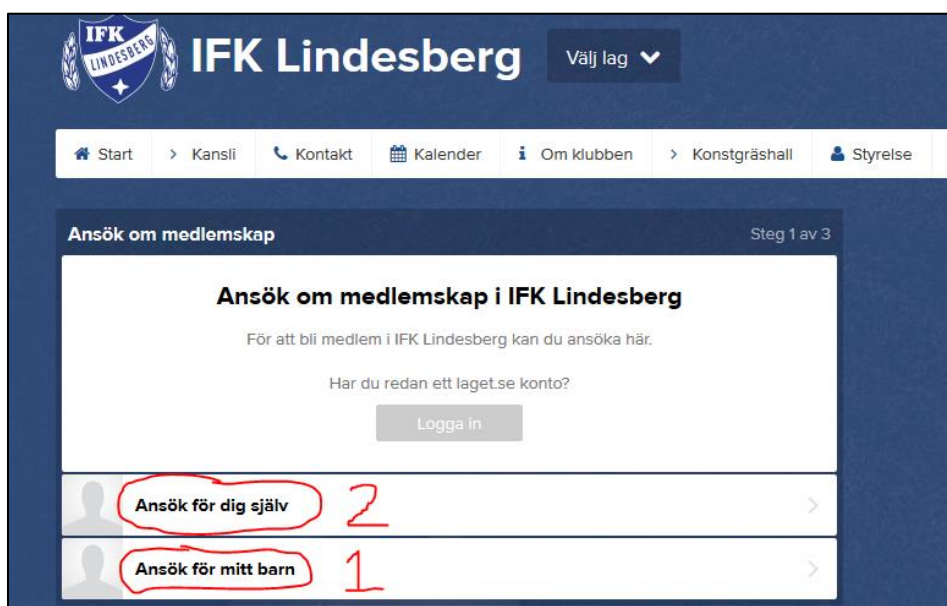 IFK
LINDESBERG
IFK Lindesberg
Välj lag
Start
Kansli
Kontakt
Kalender
Om klubben
Konstgräshall
Styrelse
Ansök om medlemskap
Steg 1 av 3
Ansök om medlemskap i IFK Lindesberg
För att bli medlem i IFK Lindesberg kan du ansöka här.
Har du redan ett laget.se konto?
Logga in
Ansök för dig själv
2
Ansök för mitt barn
1